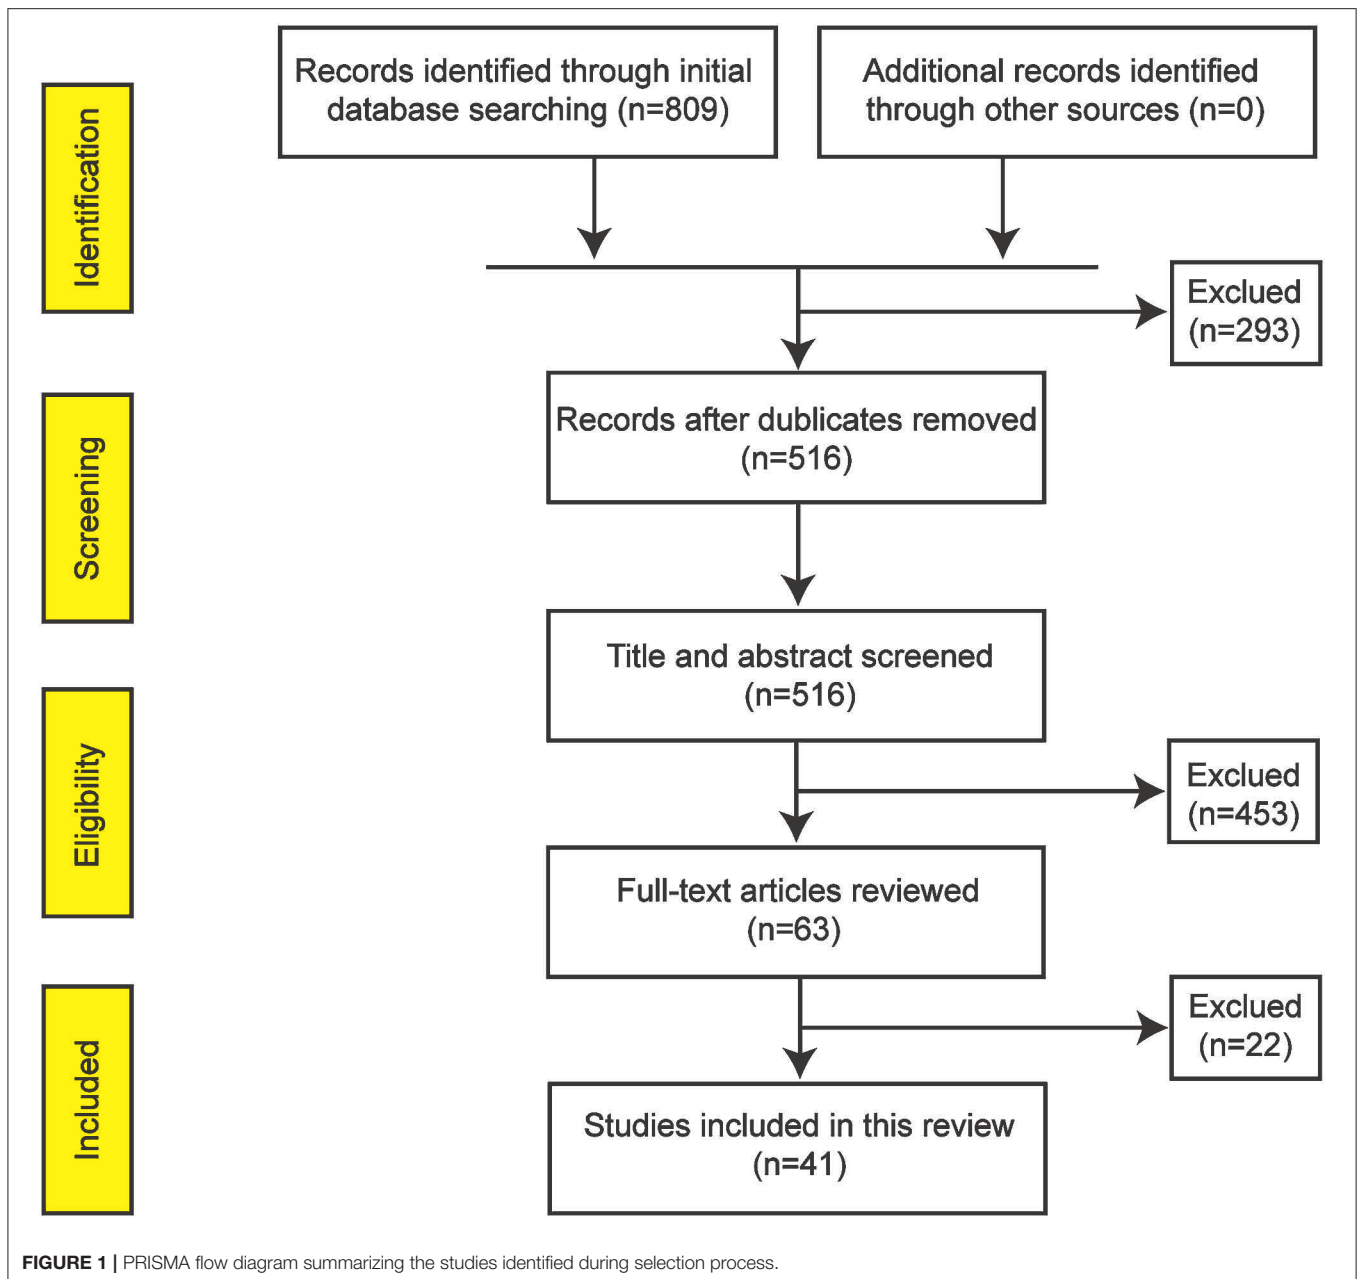 Identification
Records identified through initial
database searching (n=809)
Additional records identified
through other sources (n=0)
Exclued
(n=293)
Screening
Records after dublicates removed
(n=516)
Title and abstract screened
(n=516)
Eligibility
Exclued
(n=453)
Full-text articles reviewed
(n=63)
Included
Exclued
(n=22)
Studies included in this review
(n=41)
FIGURE 1 | PRISMA flow diagram summarizing the studies identified during selection process.